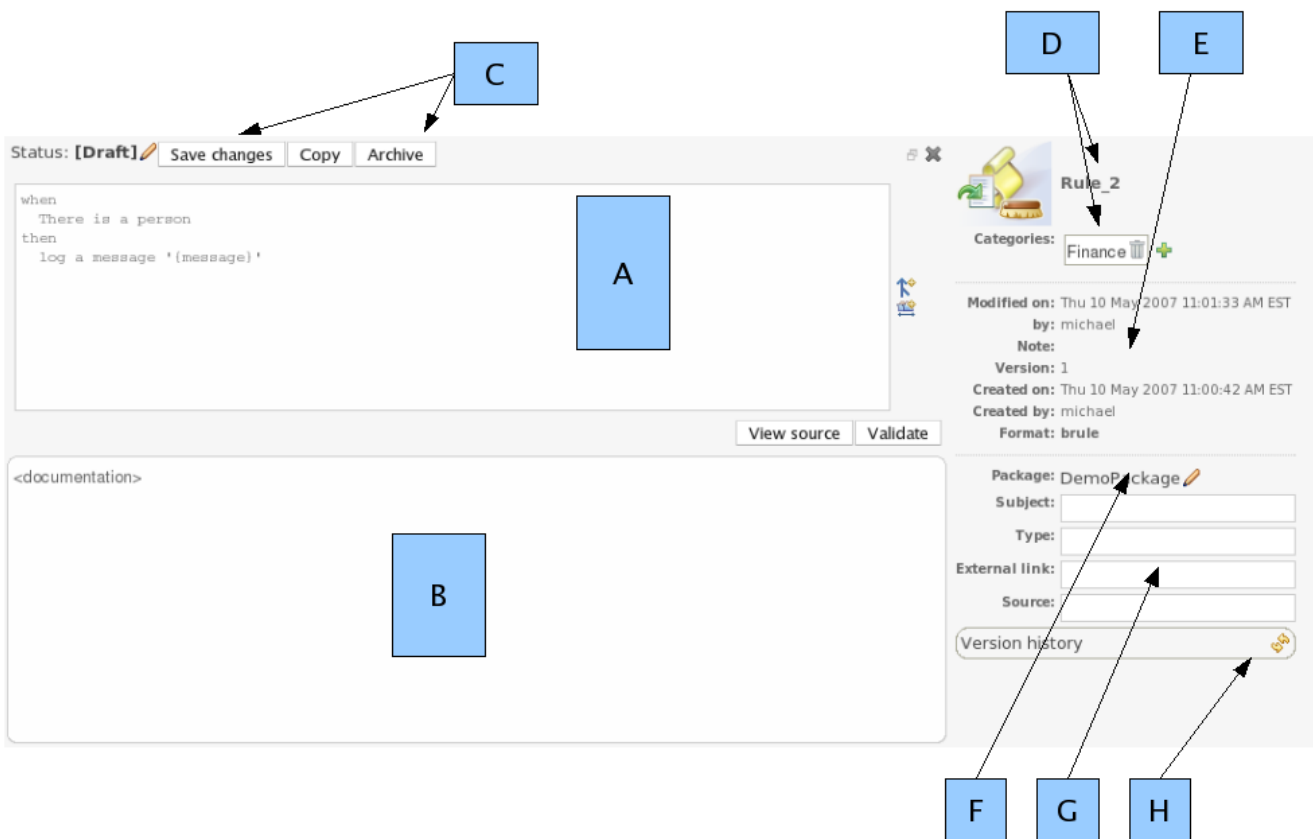 D E
C
Status: [Draft] Save changes Copy Archive
Rule_2
when
There is a person
then
log a message '{message}'
A
Categories: Finance
Modified on: Thu 10 May 2007 11:01:33 AM EST
by: michael
Note:
Version: 1
Created on: Thu 10 May 2007 11:00:42 AM EST
Created by: michael
Format: brule
View source Validate
<documentation>
B
Package: DemoPackage
Subject:
Type:
External link:
Source:
Version history
F G H